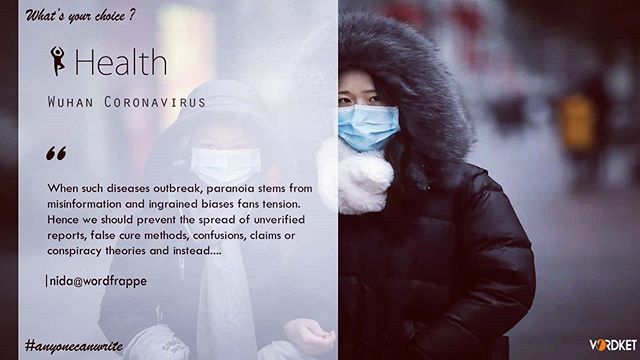 What's your choice ?
Health
WUHAN CORONAVIRUS
“
When such diseases outbreak, paranoia stems from
misinformation and ingrained biases fans tension.
Hence we should prevent the spread of unverified
reports, false cure methods, confusions, claims or
conspiracy theories and instead....
|nida@wordfrappe
#anyonecanwrite
WORDKET